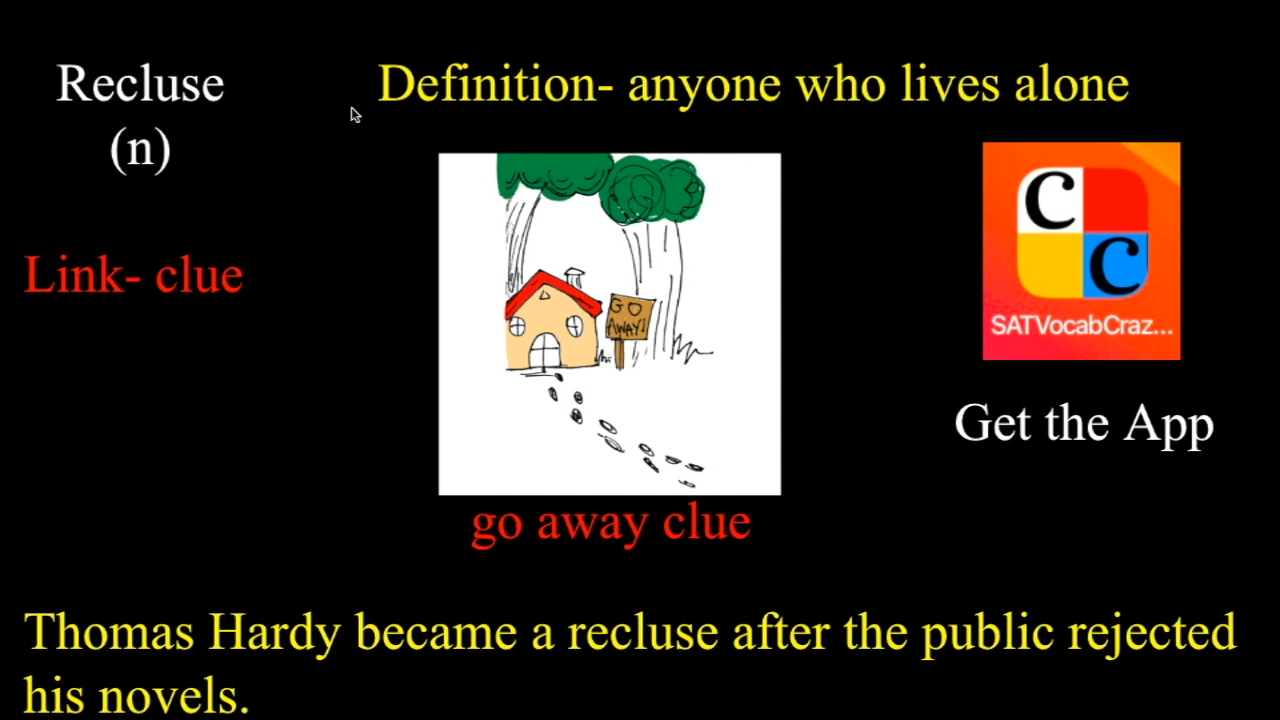 Recluse
(n)
Definition- anyone who lives alone
Link- clue
GO
AWAY!
C
C
SATVocabCraz...
Get the App
go away clue
Thomas Hardy became a recluse after the public rejected
his novels.